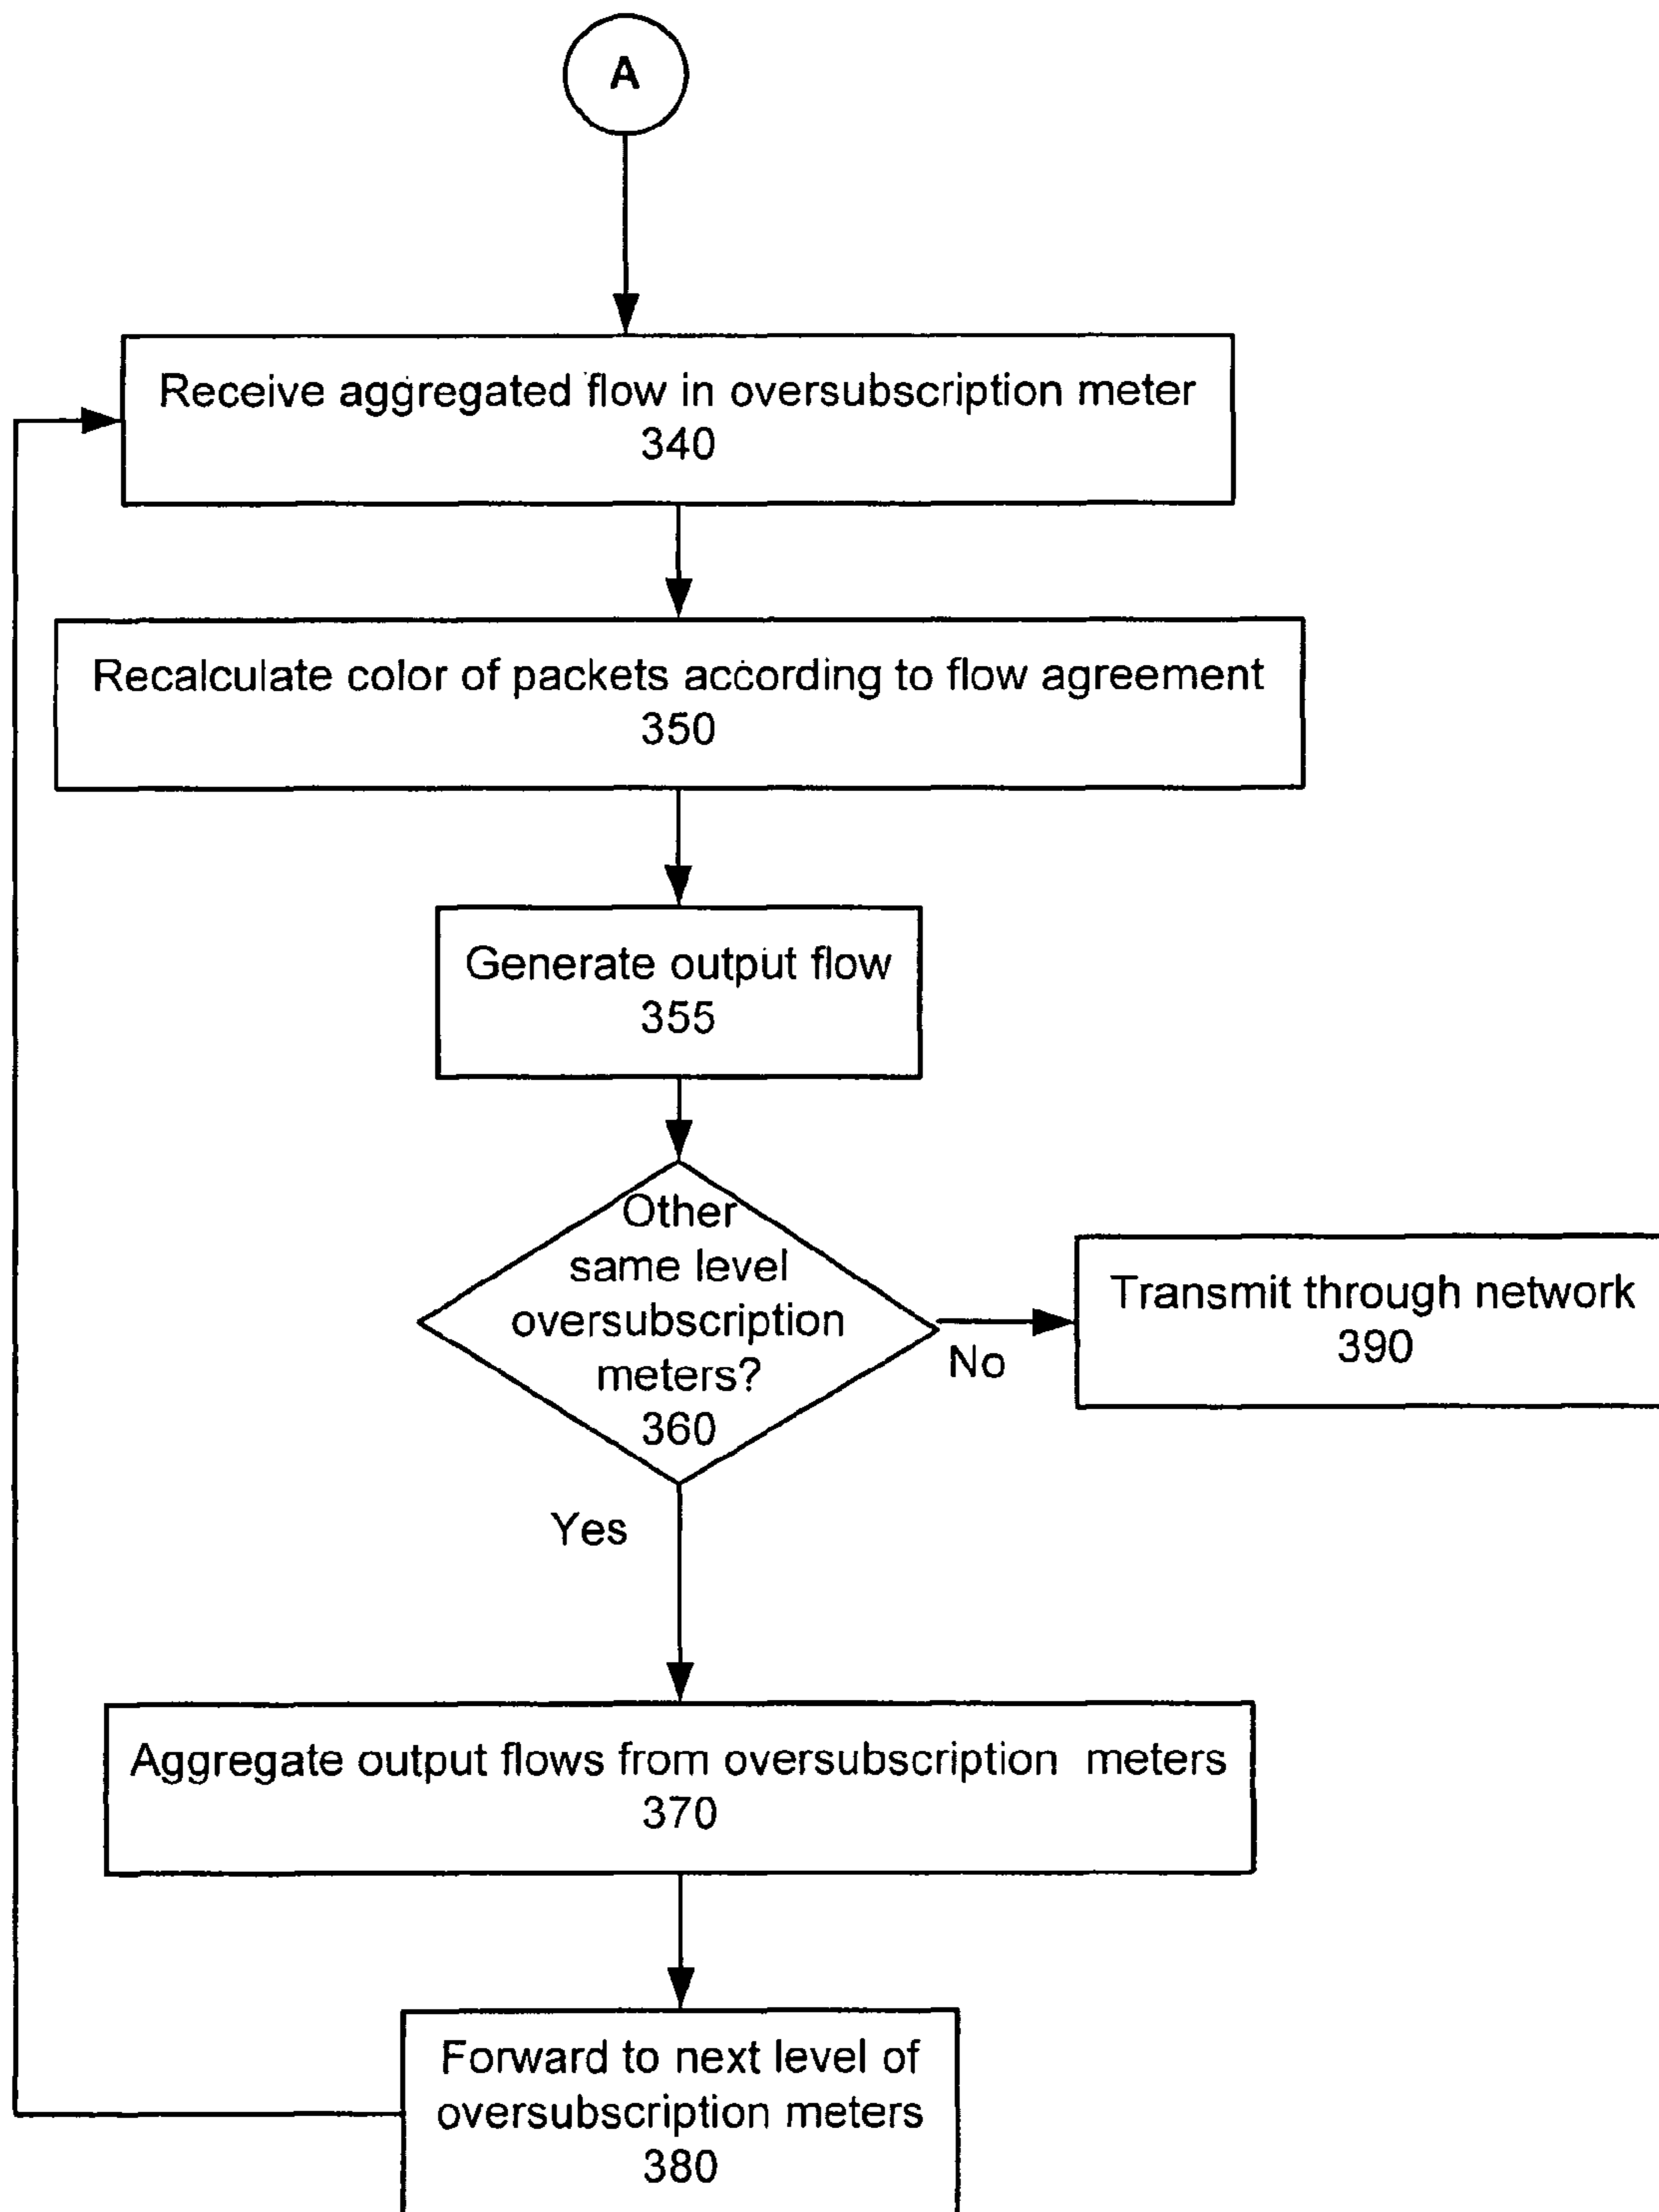 A
Receive aggregated flow in oversubscription meter
340
Recalculate color of packets according to flow agreement
350
Generate output flow
355
Other
same level
oversubscription
meters?
360
No
Transmit through network
390
Yes
Aggregate output flows from oversubscription meters
370
Forward to next level of
oversubscription meters
380